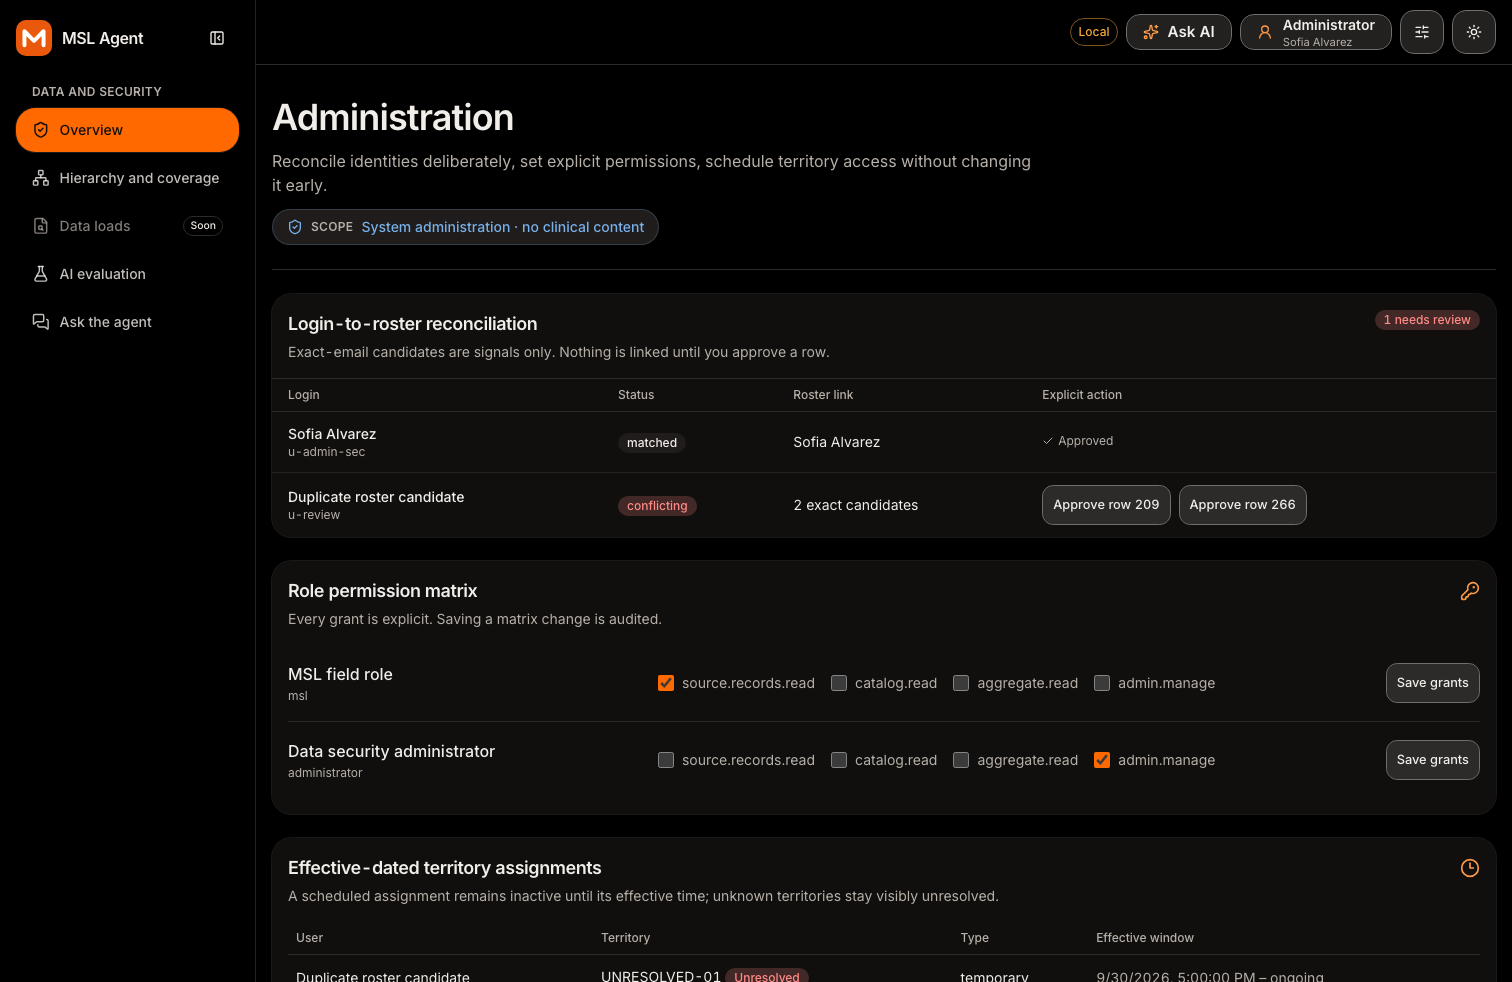 MSL Agent
Local
Ask AI
Administrator
Sofia Alvarez
DATA AND SECURITY
Overview
Hierarchy and coverage
Data loads
Soon
AI evaluation
Ask the agent
Administration
Reconcile identities deliberately, set explicit permissions, schedule territory access without changing
it early.
SCOPE System administration · no clinical content
Login-to-roster reconciliation
1 needs review
Exact-email candidates are signals only. Nothing is linked until you approve a row.
Login Status Roster link Explicit action
Sofia Alvarez
u-admin-sec
matched
Sofia Alvarez
Approved
Duplicate roster candidate
u-review
conflicting
2 exact candidates
Approve row 209
Approve row 266
Role permission matrix
Every grant is explicit. Saving a matrix change is audited.
MSL field role
msl
source.records.read catalog.read aggregate.read admin.manage
Save grants
Data security administrator
administrator
source.records.read catalog.read aggregate.read admin.manage
Save grants
Effective-dated territory assignments
A scheduled assignment remains inactive until its effective time; unknown territories stay visibly unresolved.
User Territory Type Effective window
Duplicate roster candidate UNRESOLVED-01 Unresolved temporary 9/30/2026, 5:00:00 PM – ongoing